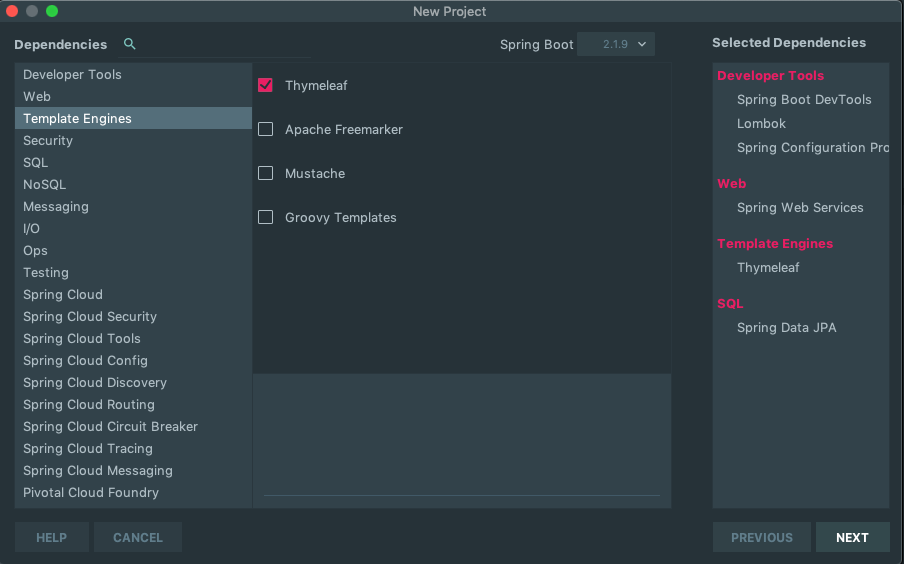 New Project
Dependencies
Spring Boot 2.1.9
Selected Dependencies
Developer Tools
Web
Template Engines
Security
SQL
NoSQL
Messaging
I/O
Ops
Testing
Spring Cloud
Spring Cloud Security
Spring Cloud Tools
Spring Cloud Config
Spring Cloud Discovery
Spring Cloud Routing
Spring Cloud Circuit Breaker
Spring Cloud Tracing
Spring Cloud Messaging
Pivotal Cloud Foundry
Thymeleaf
Apache Freemarker
Mustache
Groovy Templates
Developer Tools
Spring Boot DevTools
Lombok
Spring Configuration Pro
Web
Spring Web Services
Template Engines
Thymeleaf
SQL
Spring Data JPA
HELP
CANCEL
PREVIOUS
NEXT